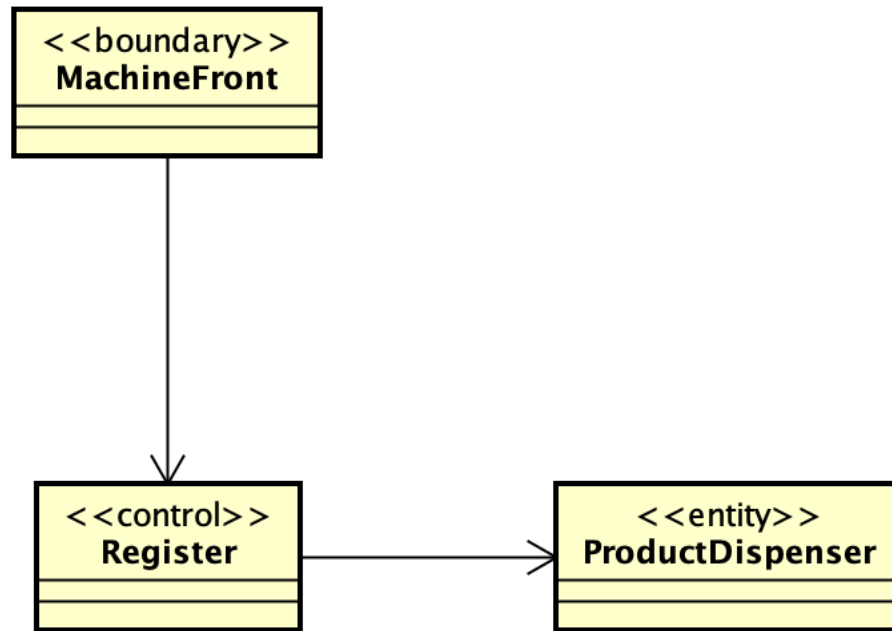 <<boundary>>
MachineFront
<<control>>
Register
<<entity>>
ProductDispenser